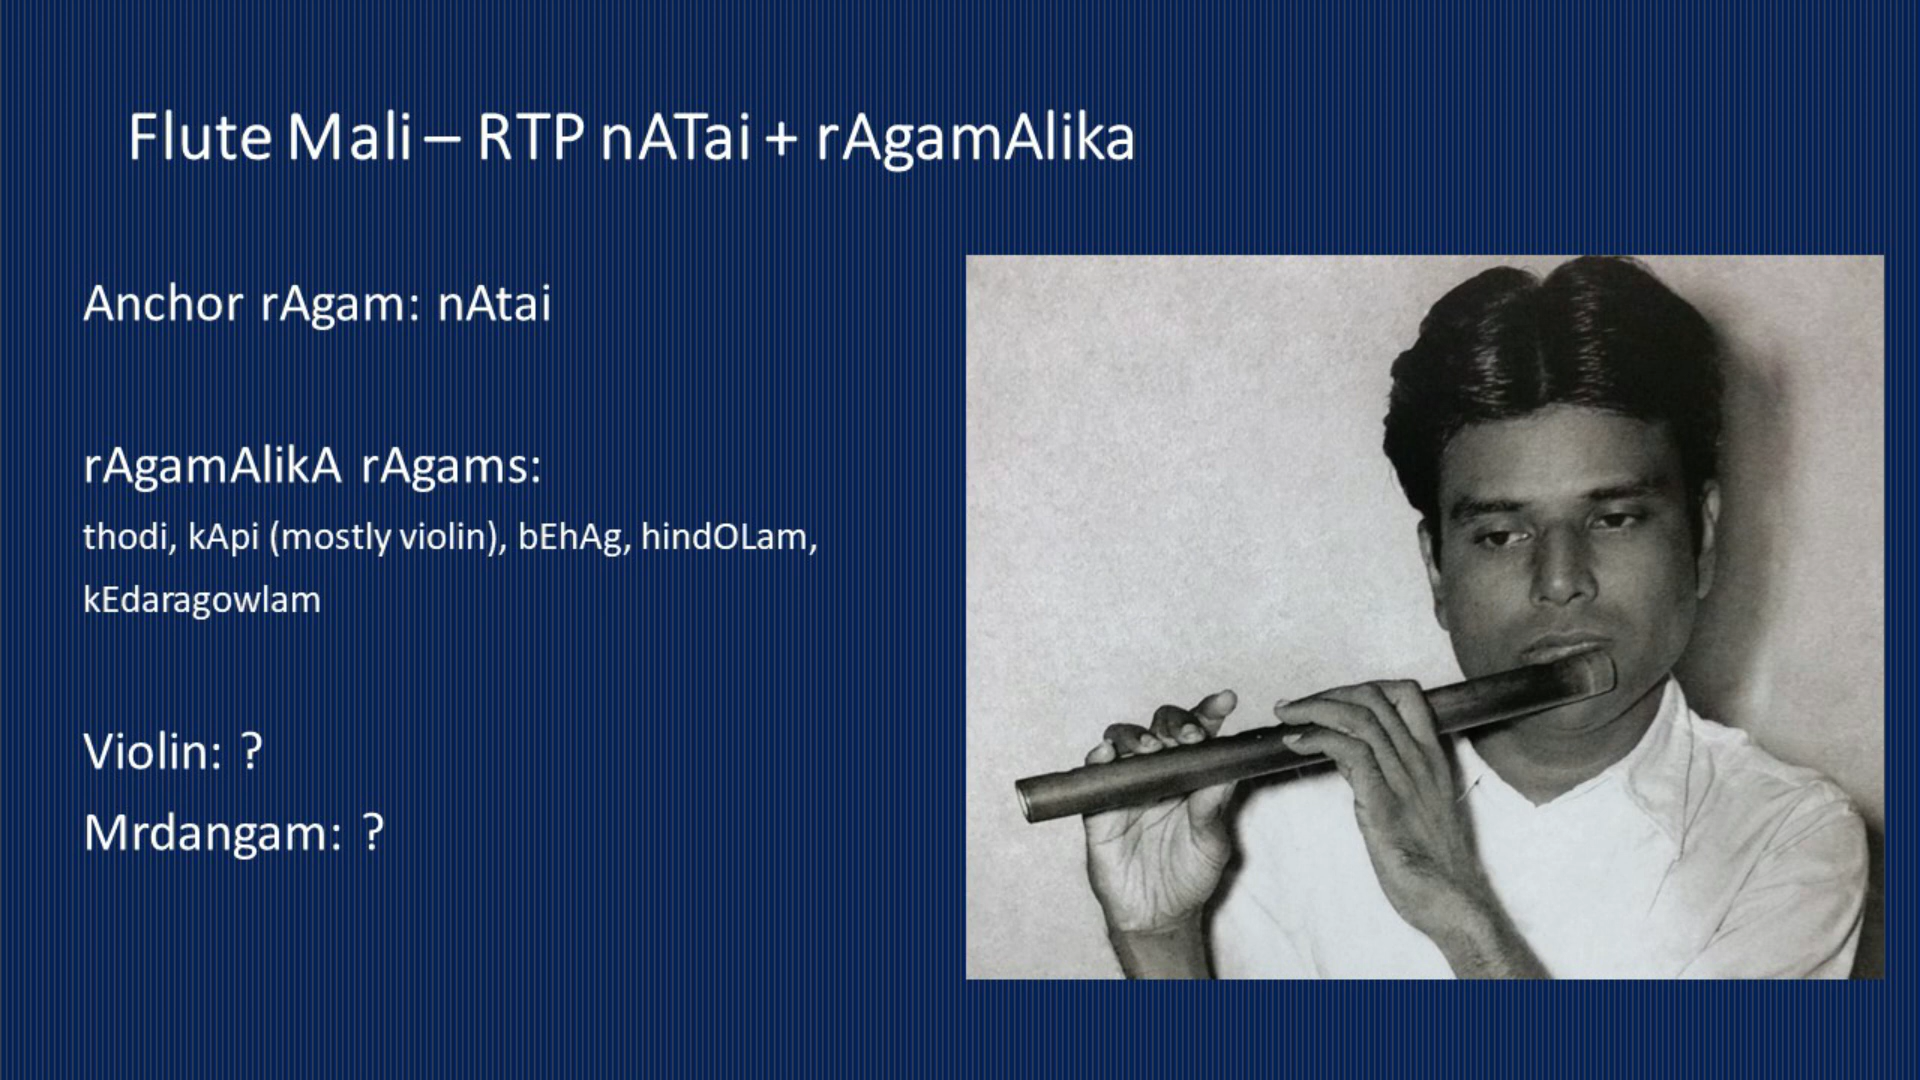 Flute Mali – RTP nATai + rAgamAlika
Anchor rAgam: nAtai
rAgamAlikA rAgams:
thodi, kApi (mostly violin), bEhAg, hindOLam,
kEdaragowlam
Violin: ?
Mrdangam: ?